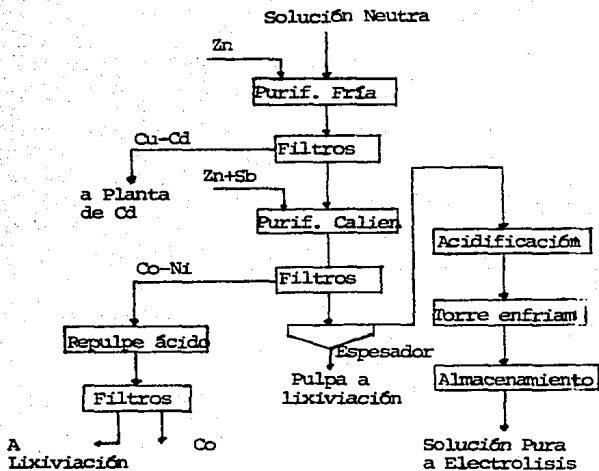 Solución Neutra
Zn
Purif. Fría
Cu-Cd
Filtros
a Planta
de Cd
Zn+Sb
Purif. Calien
Acidificación
Co-Ni
Filtros
Repulpe ácido
Torre enfriam
Espesador
Pulpa a
lixiviación
Almacenamiento
Filtros
A
Lixiviación
Co
Solución Pura
a Electrolisis